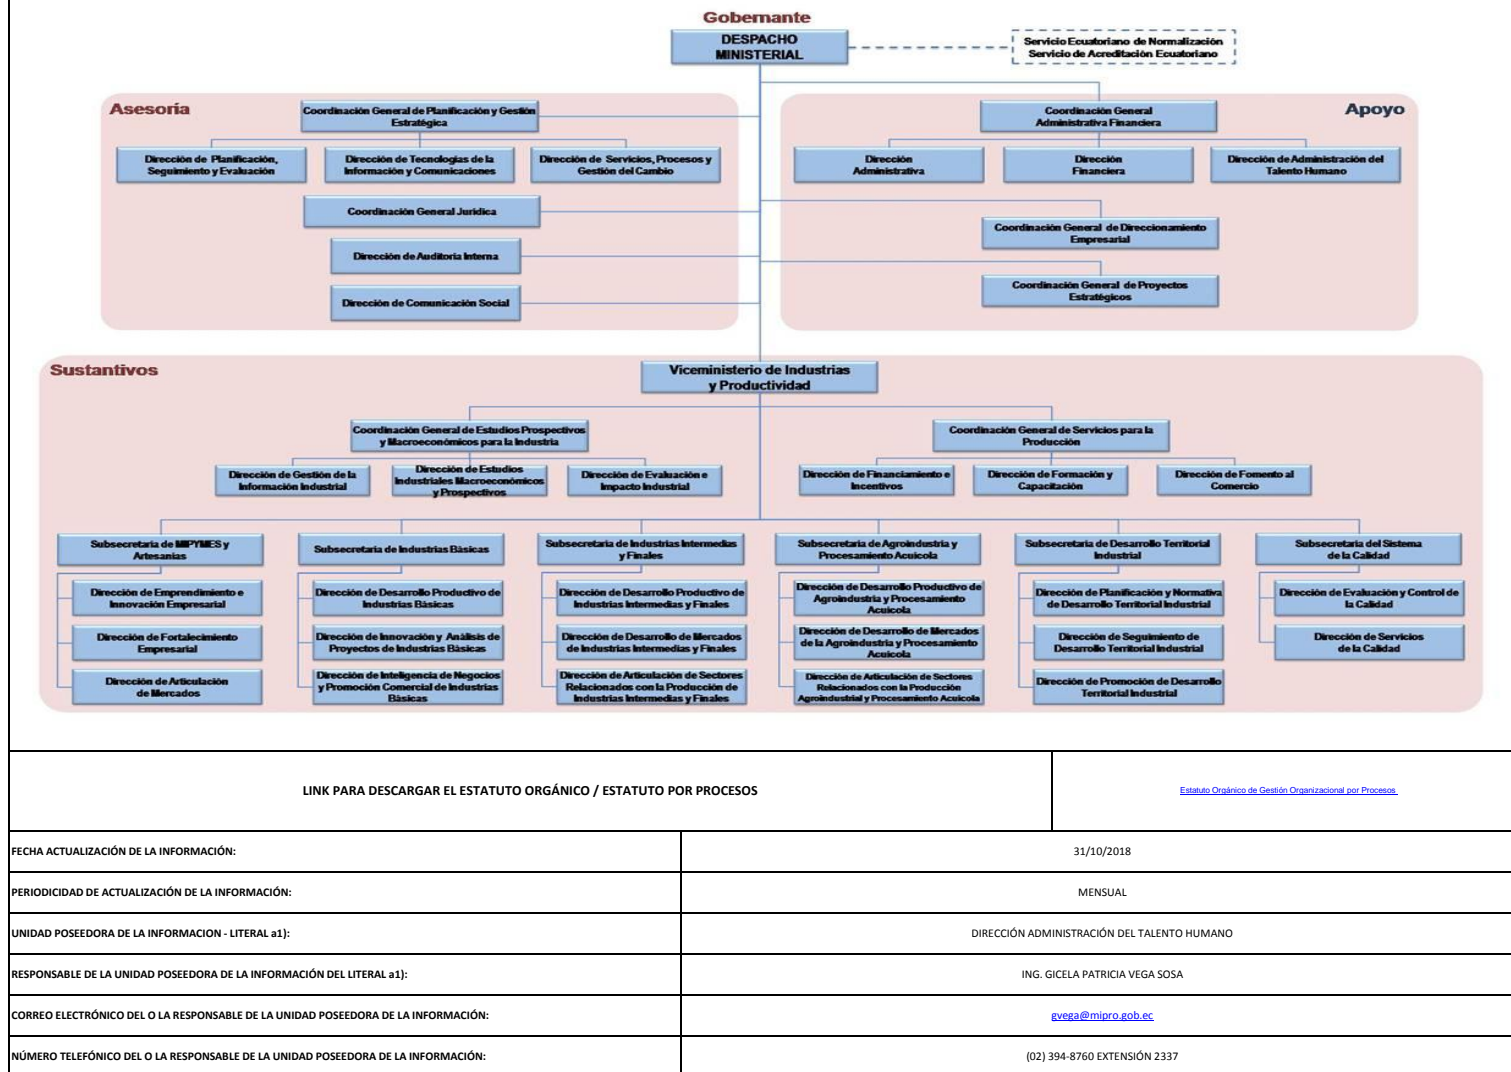 Gobernante
DESPACHO
MINISTERIAL
Servicio Ecuatoriano de Normalización
Servicio de Acreditación Ecuatoriano
Asesoría
Coordinación General de Planificación y Gestión
Estratégica
Dirección de Planificación,
Seguimiento y Evaluación
Dirección de Tecnologías de la
Información y Comunicaciones
Dirección de Servicios, Procesos y
Gestión del Cambio
Coordinación General Jurídica
Dirección de Auditoria Interna
Dirección de Comunicación Social
Apoyo
Coordinación General
Administrativa Financiera
Dirección
Administrativa
Dirección
Financiera
Dirección de Administración del
Talento Humano
Coordinación General de Direccionamiento
Empresarial
Coordinación General de Proyectos
Estratégicos
Sustantivos
Viceministerio de Industrias
y Productividad
Coordinación General de Estudios Prospectivos
y Macroeconómicos para la Industria
Coordinación General de Servicios para la
Producción
Dirección de Gestión de la
Información Industrial
Dirección de Estudios
Industriales Macroeconómicos
y Prospectivos
Dirección de Evaluación e
Impacto Industrial
Dirección de Financiamiento e
Incentivos
Dirección de Formación y
Capacitación
Dirección de Fomento al
Comercio
Subsecretaria de MIPYMES y
Artesanías
Dirección de Emprendimiento e
Innovación Empresarial
Dirección de Fortalecimiento
Empresarial
Dirección de Articulación
de Mercados
Subsecretaria de Industrias Básicas
Dirección de Desarrollo Productivo de
Industrias Básicas
Dirección de Innovación y Análisis de
Proyectos de Industrias Básicas
Dirección de Inteligencia de Negocios
y Promoción Comercial de Industrias
Básicas
Subsecretaria de Industrias Intermedias
y Finales
Dirección de Desarrollo Productivo de
Industrias Intermedias y Finales
Dirección de Desarrollo de Mercados
de Industrias Intermedias y Finales
Dirección de Articulación de Sectores
Relacionados con la Producción de
Industrias Intermedias y Finales
Subsecretaria de Agroindustria y
Procesamiento Acuícola
Dirección de Desarrollo Productivo de
Agroindustria y Procesamiento
Acuícola
Dirección de Desarrollo de Mercados
de la Agroindustria y Procesamiento
Acuícola
Dirección de Articulación de Sectores
Relacionados con la Producción
Agroindustrial y Procesamiento Acuícola
Subsecretaria de Desarrollo Territorial
Industrial
Dirección de Planificación y Normativa
de Desarrollo Territorial Industrial
Dirección de Seguimiento de
Desarrollo Territorial Industrial
Dirección de Promoción de Desarrollo
Territorial Industrial
Subsecretaria del Sistema
de la Calidad
Dirección de Evaluación y Control de
la Calidad
Dirección de Servicios
de la Calidad
LINK PARA DESCARGAR EL ESTATUTO ORGÁNICO / ESTATUTO POR PROCESOS
Estatuto Orgánico de Gestión Organizacional por Procesos
FECHA ACTUALIZACIÓN DE LA INFORMACIÓN:
31/10/2018
PERIODICIDAD DE ACTUALIZACIÓN DE LA INFORMACIÓN:
MENSUAL
UNIDAD POSEEDORA DE LA INFORMACION - LITERAL a1):
DIRECCIÓN ADMINISTRACIÓN DEL TALENTO HUMANO
RESPONSABLE DE LA UNIDAD POSEEDORA DE LA INFORMACIÓN DEL LITERAL a1):
ING. GICELA PATRICIA VEGA SOSA
CORREO ELECTRÓNICO DEL O LA RESPONSABLE DE LA UNIDAD POSEEDORA DE LA INFORMACIÓN:
gvega@mipro.gob.ec
NÚMERO TELEFÓNICO DEL O LA RESPONSABLE DE LA UNIDAD POSEEDORA DE LA INFORMACIÓN:
(02) 394-8760 EXTENSIÓN 2337